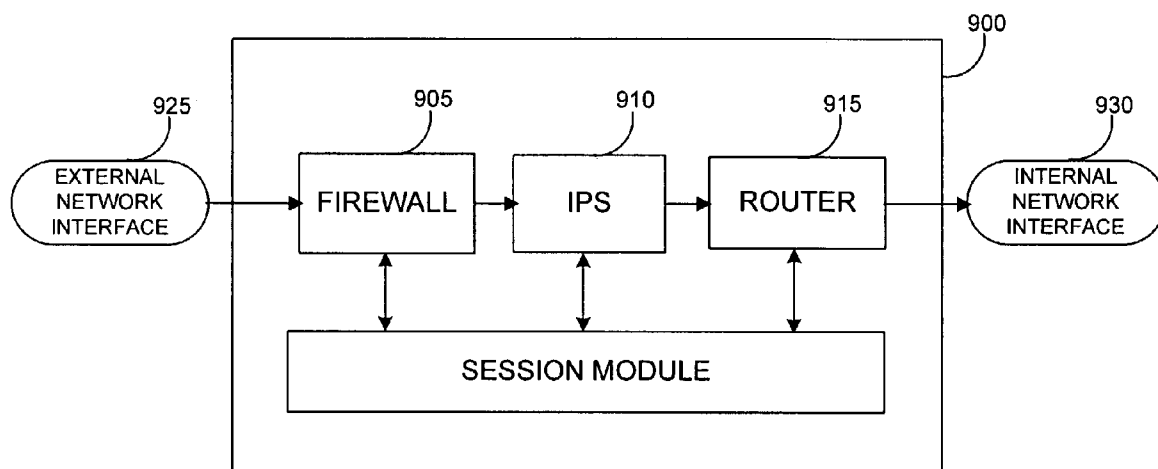 900
925
905
910
915
930
EXTERNAL
NETWORK
INTERFACE
FIREWALL
IPS
ROUTER
INTERNAL
NETWORK
INTERFACE
SESSION MODULE